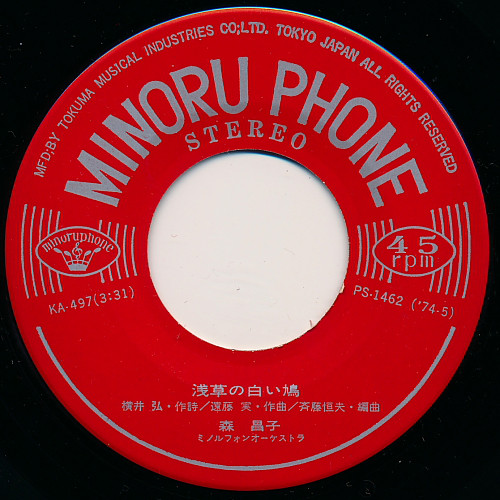 MFD;BY TOKUMA MUSICAL INDUSTRIES CO;LTD. TOKYO JAPAN ALL RIGHTS RESERVED
MINORU PHONE
STEREO
minoruphone
45
rpm
KA-497(3:31)
PS-1462 ('74-5)
浅草の白い鳩
横井 弘・作詩／遠藤 実・作曲／斉藤恒夫・編曲
森 昌子
ミノルフォンオーケストラ